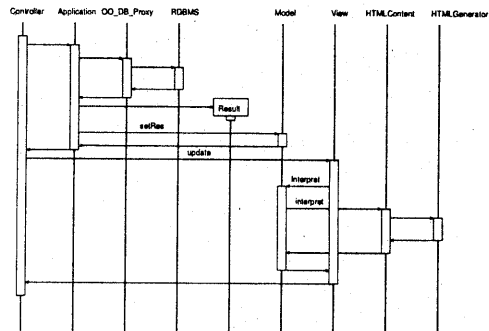 Controller Application OO_DB_Proxy RDBMS Model View HTMLContent HTMLGenerator
Result
setRes
update
Interpret
interpret